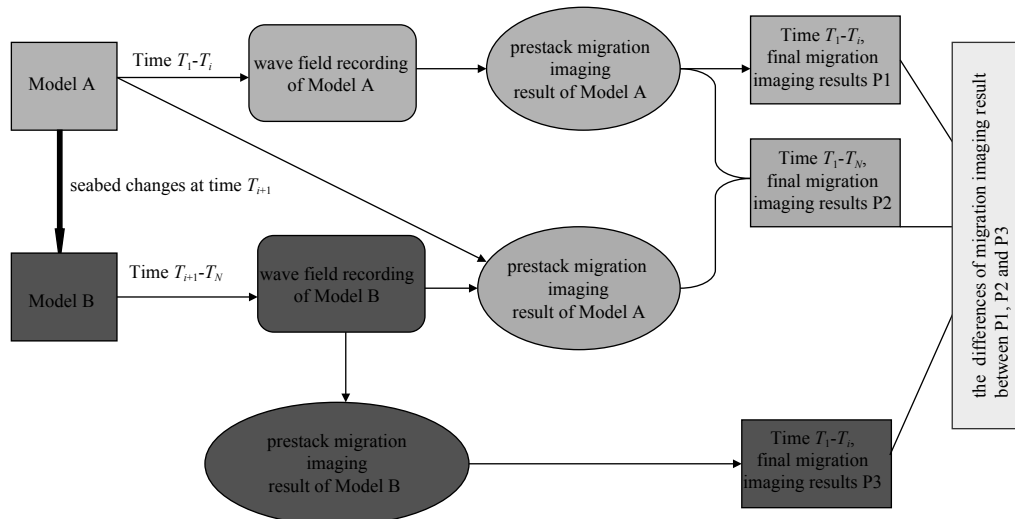 Model A
Time T1-Ti
wave field recording
of Model A
prestack migration
imaging
result of Model A
Time T1-Ti,
final migration
imaging results P1
seabed changes at time Ti+1
Time T1-TN,
final migration
imaging results P2
Model B
Time Ti+1-TN
wave field recording
of Model B
prestack migration
imaging
result of Model A
prestack migration
imaging
result of Model B
Time T1-Ti,
final migration
imaging results P3
the differences of migration imaging result
between P1, P2 and P3